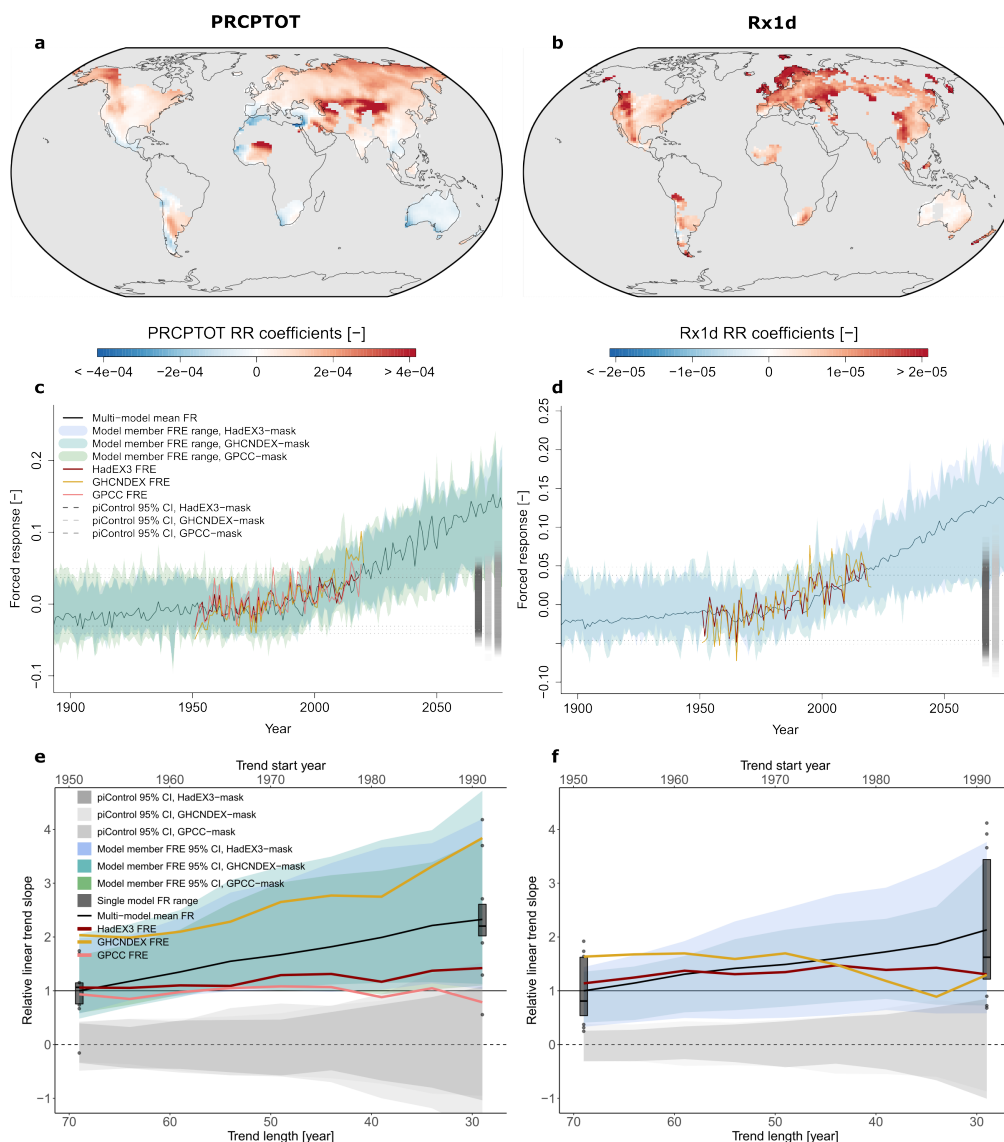 PRCPTOT
Rx1d
a
b
PRCPTOT RR coefficients [−]
< −4e−04 −2e−04 0 2e−04 > 4e−04
Rx1d RR coefficients [−]
< −2e−05 −1e−05 0 1e−05 > 2e−05
c
Multi−model mean FR
Model member FRE range, HadEX3−mask
Model member FRE range, GHCNDEX−mask
Model member FRE range, GPCC−mask
HadEX3 FRE
GHCNDEX FRE
GPCC FRE
piControl 95% CI, HadEX3−mask
piControl 95% CI, GHCNDEX−mask
piControl 95% CI, GPCC−mask
Forced response [−]
0.2
0.1
0.0
−0.1
1900 1950 2000 2050
Year
d
Forced response [−]
0.25
0.20
0.15
0.10
0.05
0.00
−0.10
1900 1950 2000 2050
Year
e
Trend start year
1950 1960 1970 1980 1990
piControl 95% CI, HadEX3−mask
piControl 95% CI, GHCNDEX−mask
piControl 95% CI, GPCC−mask
Model member FRE 95% CI, HadEX3−mask
Model member FRE 95% CI, GHCNDEX−mask
Model member FRE 95% CI, GPCC−mask
Single model FR range
Multi−model mean FR
HadEX3 FRE
GHCNDEX FRE
GPCC FRE
Relative linear trend slope
4
3
2
1
0
−1
70 60 50 40 30
Trend length [year]
f
Trend start year
1950 1960 1970 1980 1990
Relative linear trend slope
4
3
2
1
0
−1
70 60 50 40 30
Trend length [year]